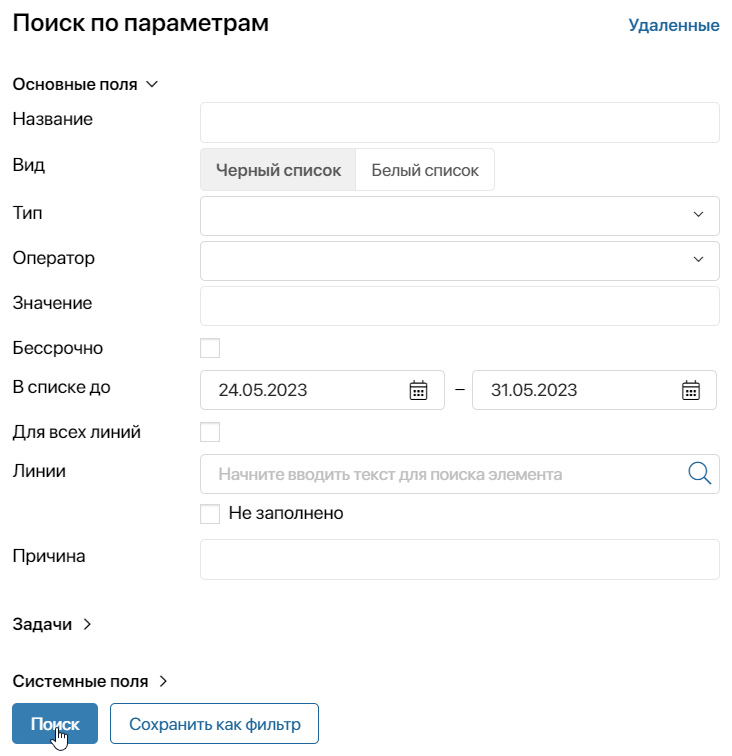 Поиск по параметрам
Удаленные
Основные поля
Название
Вид
Черный список
Белый список
Тип
Оператор
Значение
Бессрочно
В списке до
24.05.2023
–
31.05.2023
Для всех линий
Линии
Начните вводить текст для поиска элемента
Не заполнено
Причина
Задачи
Системные поля
Поиск
Сохранить как фильтр